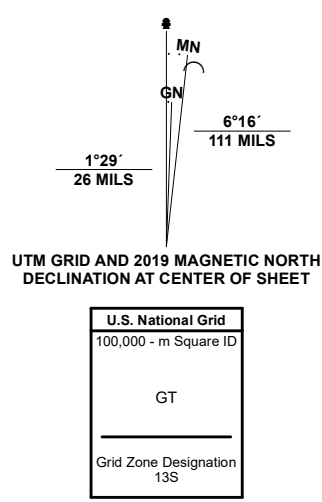 MN
GN
6°16´
111 MILS
1°29´
26 MILS
UTM GRID AND 2019 MAGNETIC NORTH
DECLINATION AT CENTER OF SHEET
U.S. National Grid
100,000 - m Square ID
GT
Grid Zone Designation
13S